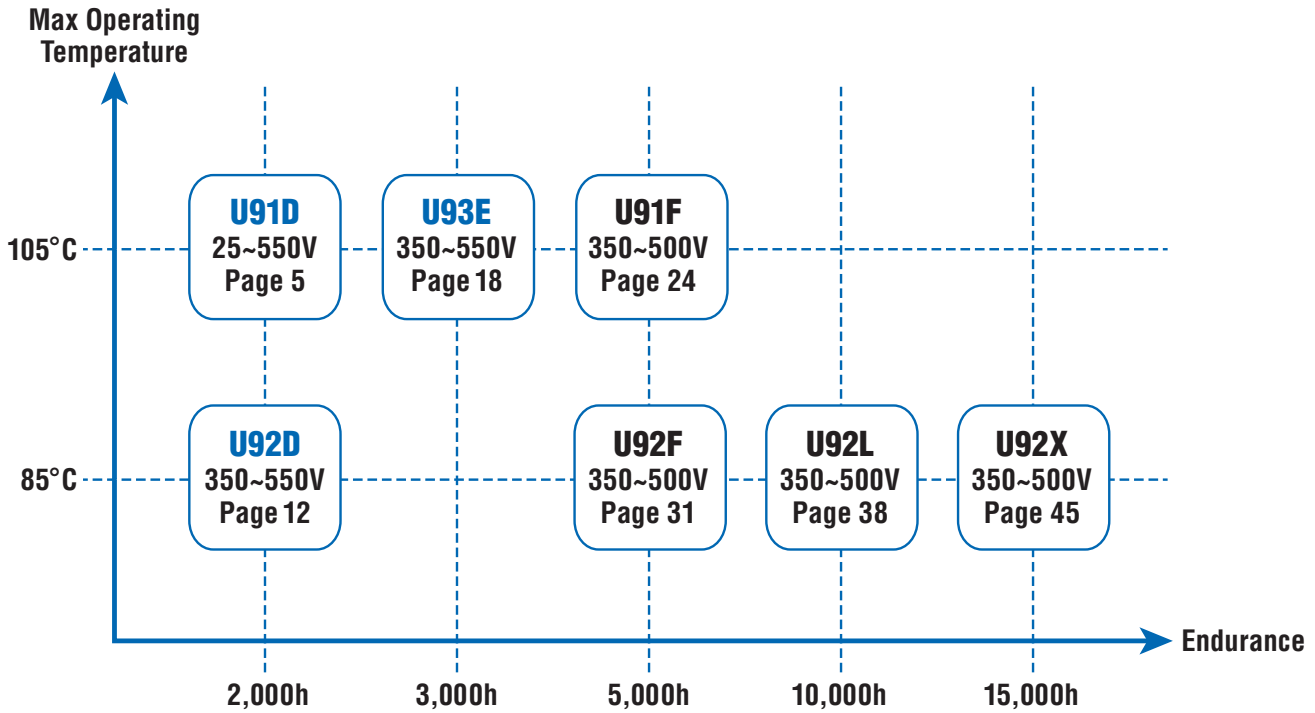 Max Operating
Temperature
105°C
U91D
25~550V
Page 5
U93E
350~550V
Page 18
U91F
350~500V
Page 24
85°C
U92D
350~550V
Page 12
U92F
350~500V
Page 31
U92L
350~500V
Page 38
U92X
350~500V
Page 45
Endurance
2,000h
3,000h
5,000h
10,000h
15,000h